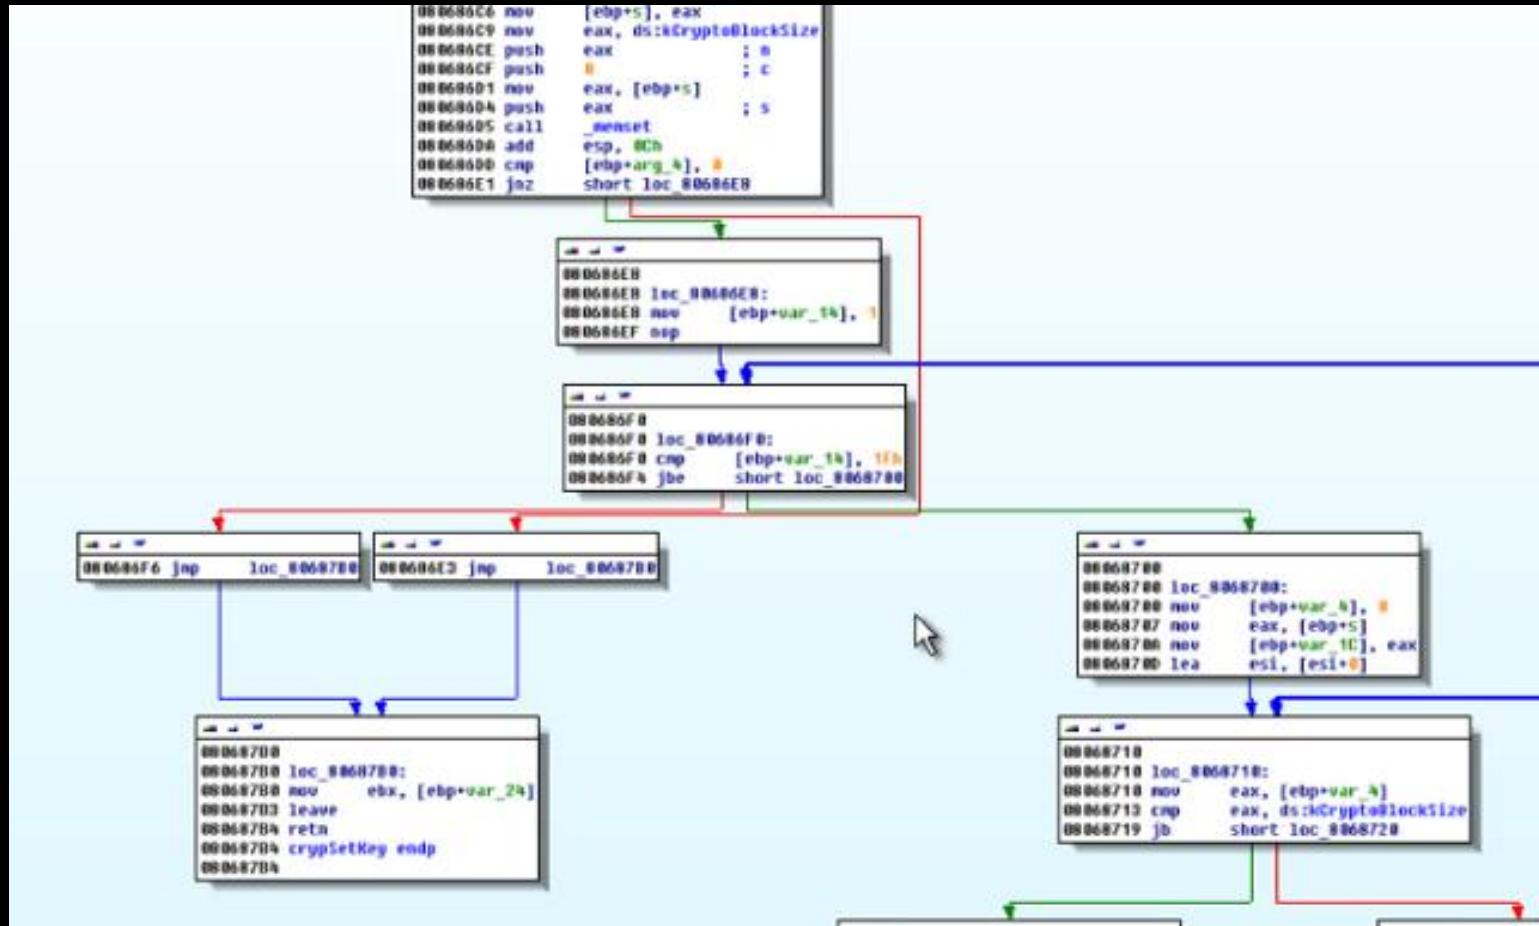 080686C6 mov [ebp+s], eax
080686C9 mov eax, ds:kCryptoBlockSize
080686CE push eax ; n
080686CF push 0 ; c
080686D1 mov eax, [ebp+s]
080686D4 push eax ; s
080686D5 call _memset
080686DA add esp, 0Ch
080686DD cmp [ebp+arg_4], 0
080686E1 jnz short loc_80686E8
080686E8
080686E8 loc_80686E8:
080686E8 mov [ebp+var_14], 1
080686EF nop
080686F0
080686F0 loc_80686F0:
080686F0 cmp [ebp+var_14], 1Fh
080686F4 jbe short loc_8068700
080686F6 jmp loc_80687B0
080686E3 jmp loc_80687B0
08068700
08068700 loc_8068700:
08068700 mov [ebp+var_4], 0
08068707 mov eax, [ebp+s]
0806870A mov [ebp+var_1C], eax
0806870D lea esi, [esi+0]
080687B0
080687B0 loc_80687B0:
080687B0 mov ebx, [ebp+var_24]
080687B3 leave
080687B4 retn
080687B4 crypSetKey endp
080687B4
08068710
08068710 loc_8068710:
08068710 mov eax, [ebp+var_4]
08068713 cmp eax, ds:kCryptoBlockSize
08068719 jb short loc_8068720